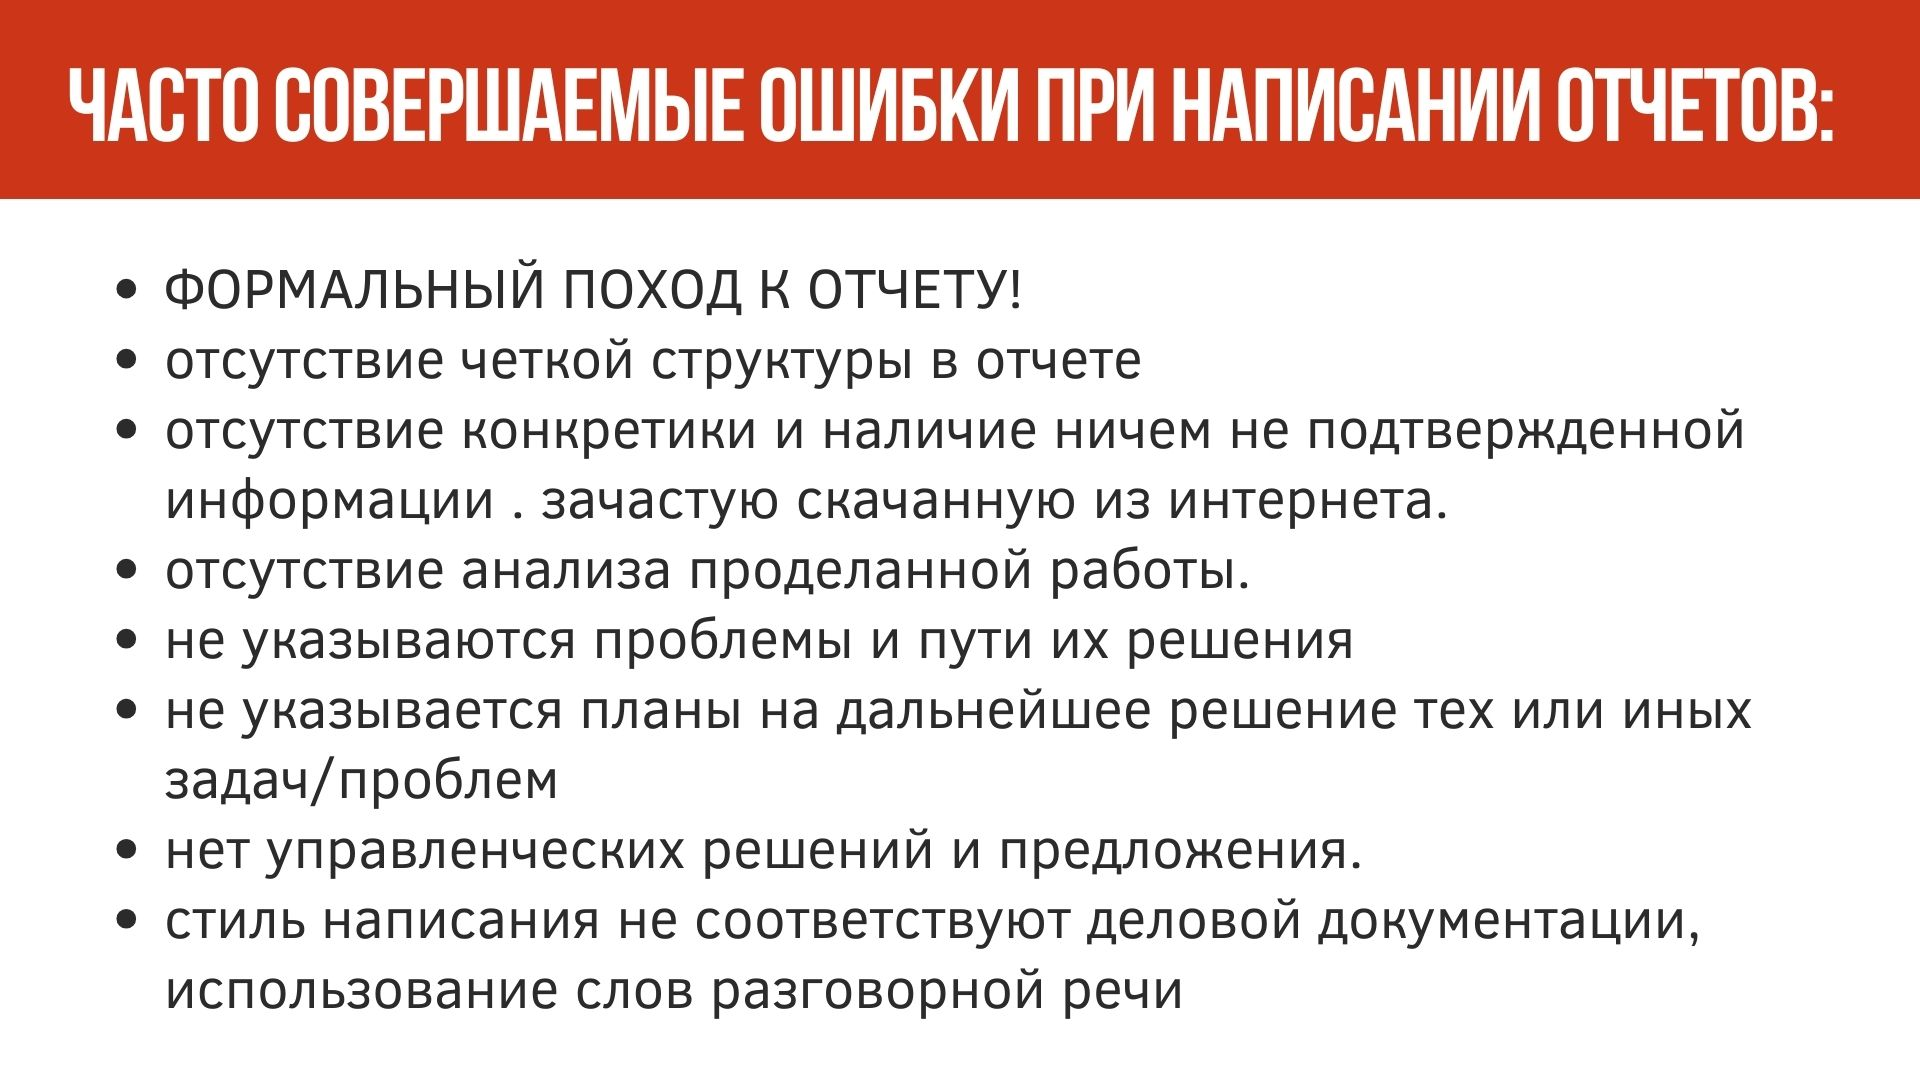 ЧАСТО СОВЕРШАЕМЫЕ ОШИБКИ ПРИ НАПИСАНИИ ОТЧЕТОВ:
• ФОРМАЛЬНЫЙ ПОХОД К ОТЧЕТУ!
• отсутствие четкой структуры в отчете
• отсутствие конкретики и наличие ничем не подтвержденной
информации . зачастую скачанную из интернета.
• отсутствие анализа проделанной работы.
• не указываются проблемы и пути их решения
• не указывается планы на дальнейшее решение тех или иных
задач/проблем
• нет управленческих решений и предложения.
• стиль написания не соответствуют деловой документации,
использование слов разговорной речи